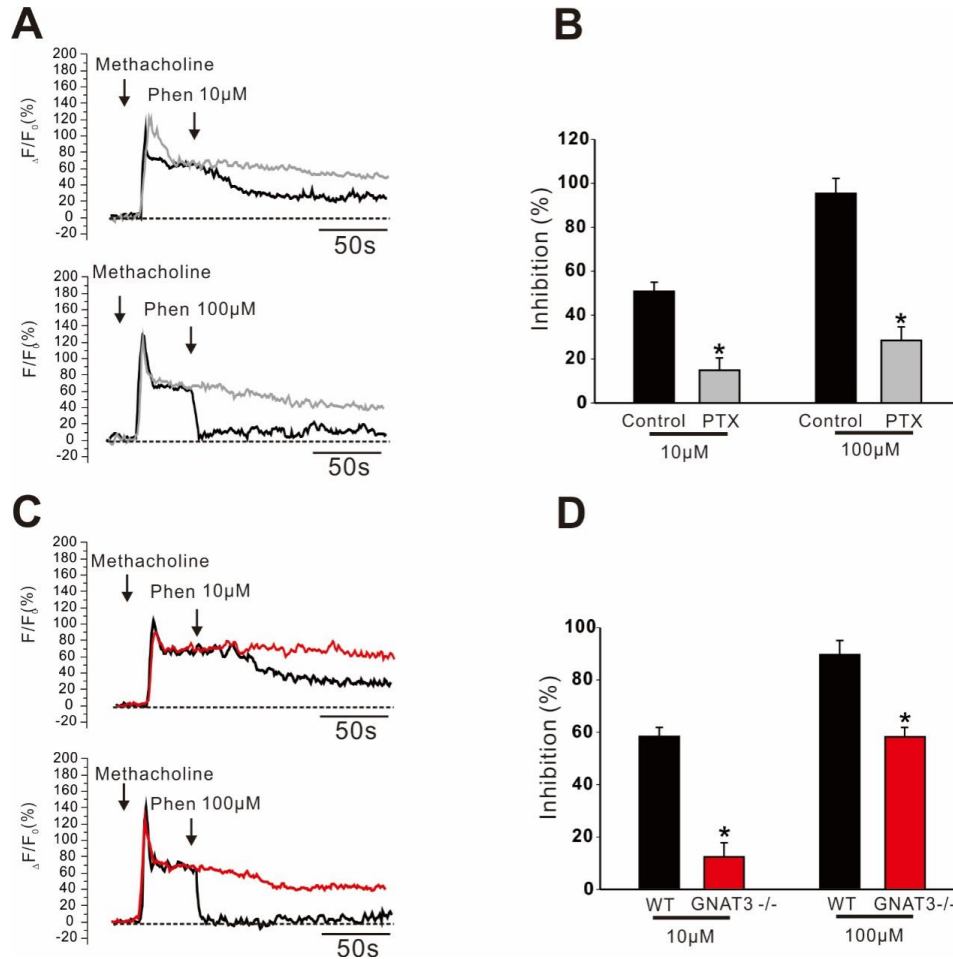 A
200
180
160
140
120
100
80
60
40
20
0
-20
ΔF/F0(%)
Methacholine
Phen 10μM
50s
200
180
160
140
120
100
80
60
40
20
0
-20
F/F0(%)
Methacholine
Phen 100μM
50s
B
120
100
80
60
40
20
0
Inhibition (%)
*
*
Control PTX Control PTX
10μM 100μM
C
200
180
160
140
120
100
80
60
40
20
0
-20
F/F0(%)
Methacholine
Phen 10μM
50s
200
180
160
140
120
100
80
60
40
20
0
-20
ΔF/F0(%)
Methacholine
Phen 100μM
50s
D
100
80
60
40
20
0
Inhibition (%)
*
*
WT GNAT3 -/- WT GNAT3-/-
10μM 100μM